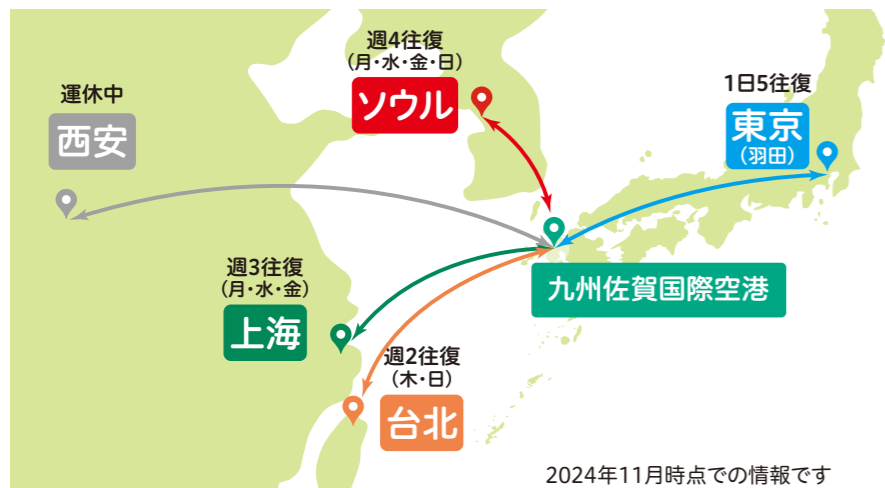 週4往復
(月・水・金・日)
ソウル
運休中
西安
1日5往復
東京
(羽田)
週3往復
(月・水・金)
上海
九州佐賀国際空港
週2往復
(木・日)
台北
2024年11月時点での情報です